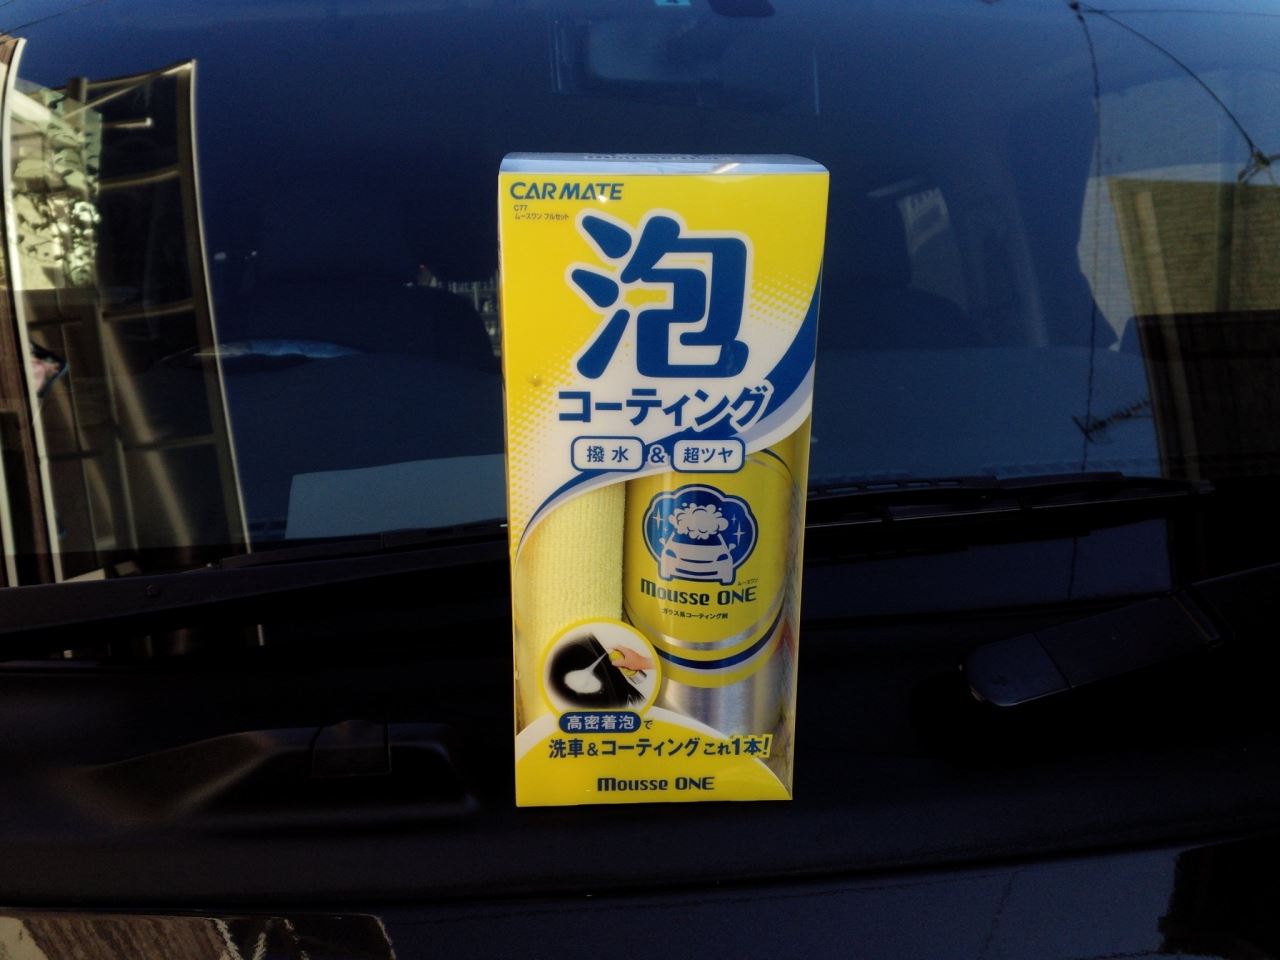 CARMATE
C77
ムースワン フルセット
泡
コーティング
撥水 & 超ツヤ
ムースワン
Mousse ONE
ガラス系コーティング剤
高密着泡で
洗車&コーティングこれ1本!
Mousse ONE